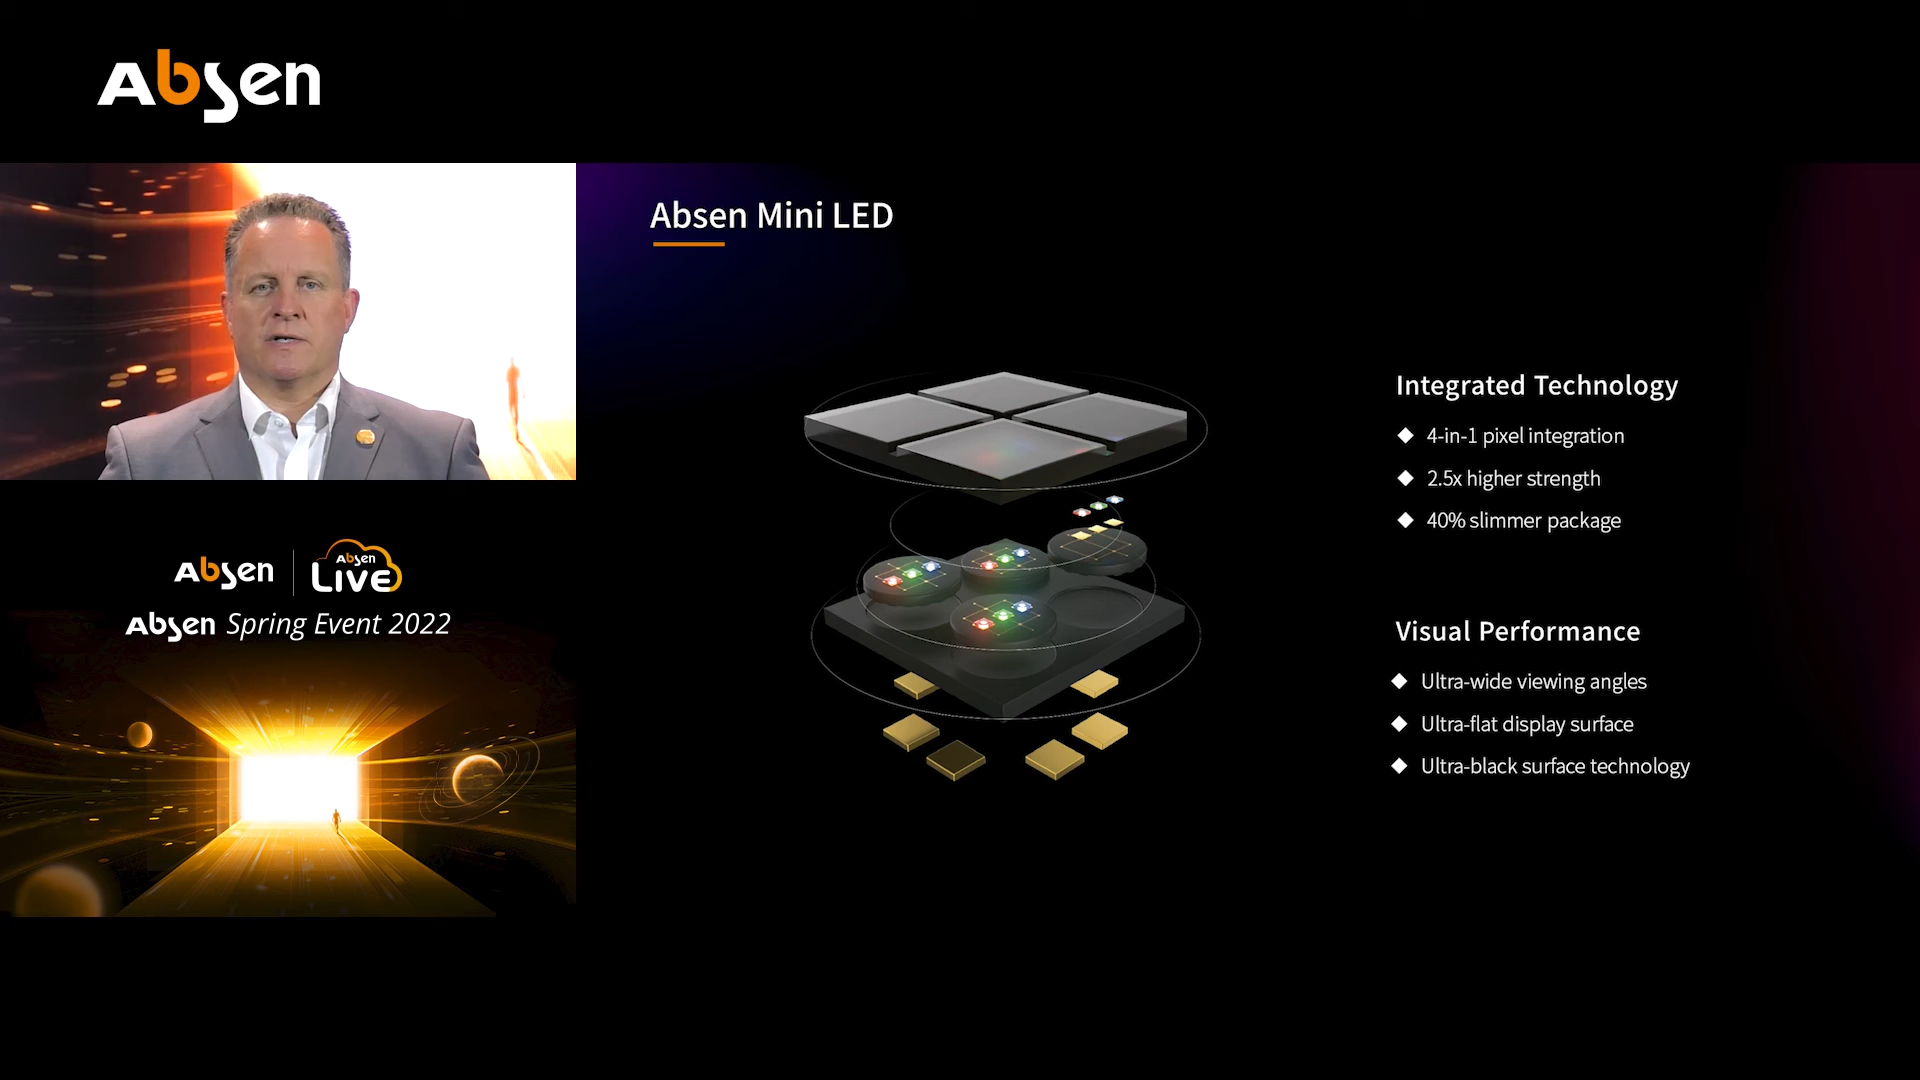 Absen
Absen Mini LED
Integrated Technology
4-in-1 pixel integration
2.5x higher strength
40% slimmer package
Visual Performance
Ultra-wide viewing angles
Ultra-flat display surface
Ultra-black surface technology
Absen
Absen
LIVE
Absen Spring Event 2022